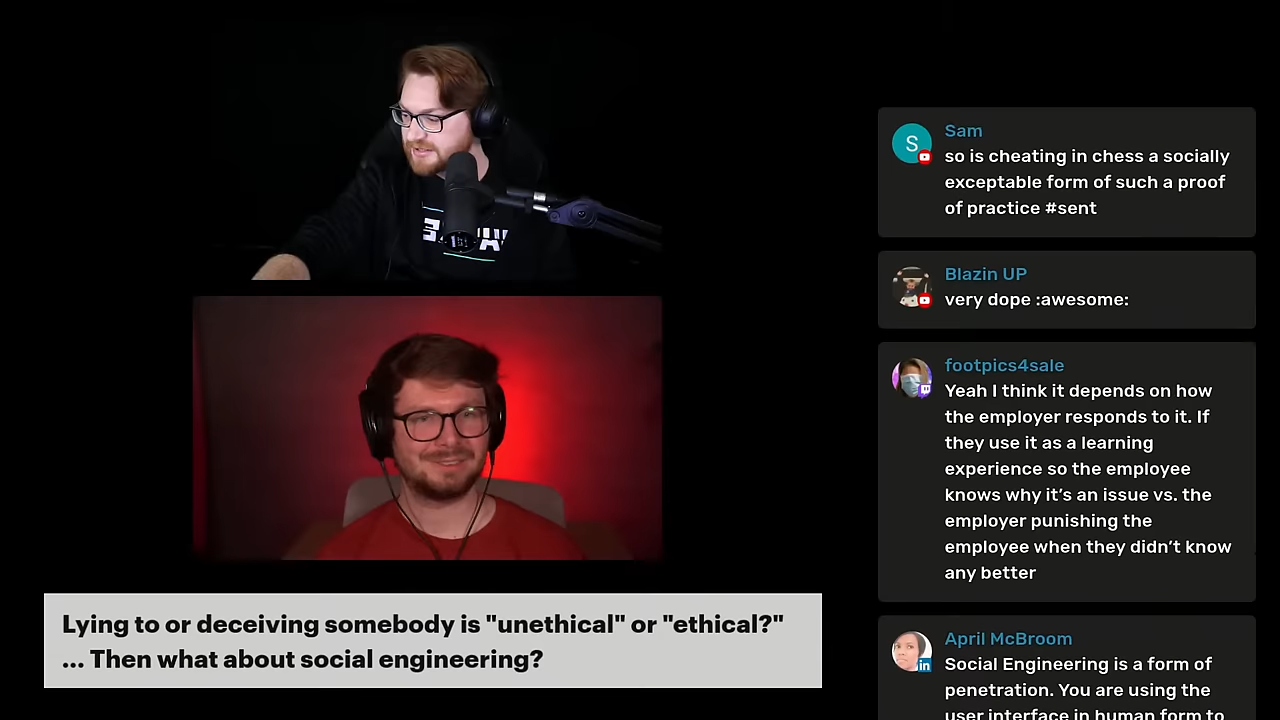 Sam
so is cheating in chess a socially
exceptable form of such a proof
of practice #sent
Blazin UP
very dope :awesome:
footpics4sale
Yeah I think it depends on how
the employer responds to it. If
they use it as a learning
experience so the employee
knows why it’s an issue vs. the
employer punishing the
employee when they didn’t know
any better
April McBroom
Social Engineering is a form of
penetration. You are using the
user interface in human form to
Lying to or deceiving somebody is "unethical" or "ethical?"
... Then what about social engineering?
S
in